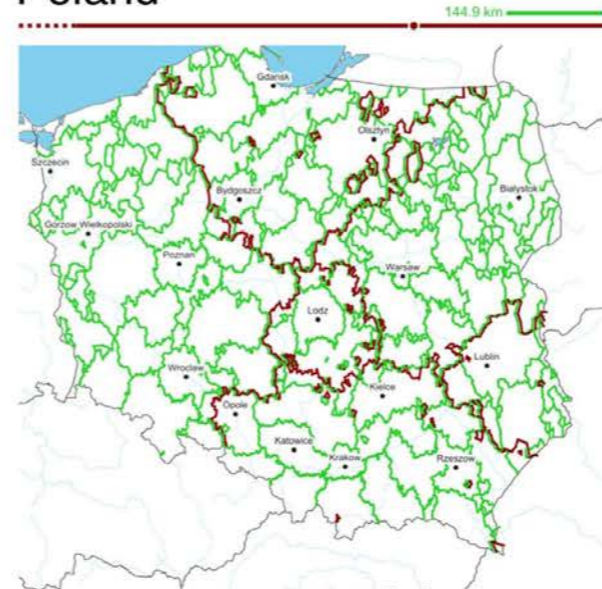 Poland
144.9 km
Gdansk
Olsztyn
Szczecin
Bydgoszcz
Bialystok
Gorzow Wielkopolski
Poznan
Warsaw
Lodz
Wroclaw
Lublin
Opole
Kielce
Katowice
Krakow
Rzeszow